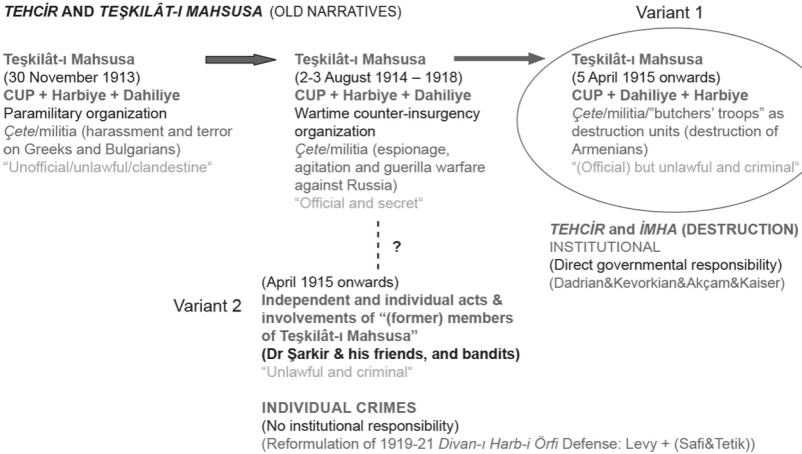 TEHCİR AND TEŞKILÂT-I MAHSUSA (OLD NARRATIVES)
Variant 1
Teşkilât-ı Mahsusa
(30 November 1913)
CUP + Harbiye + Dahiliye
Paramilitary organization
Çete/militia (harassment and terror
on Greeks and Bulgarians)
“Unofficial/unlawful/clandestine“
Teşkilât-ı Mahsusa
(2-3 August 1914 – 1918)
CUP + Harbiye + Dahiliye
Wartime counter-insurgency
organization
Çete/militia (espionage,
agitation and guerilla warfare
against Russia)
“Official and secret“
Teşkilât-ı Mahsusa
(5 April 1915 onwards)
CUP + Dahiliye + Harbiye
Çete/militia/”butchers’ troops” as
destruction units (destruction of
Armenians)
“(Official) but unlawful and criminal“
TEHCİR and İMHA (DESTRUCTION)
INSTITUTIONAL
(Direct governmental responsibility)
(Dadrian&Kevorkian&Akçam&Kaiser)
?
Variant 2
(April 1915 onwards)
Independent and individual acts &
involvements of “(former) members
of Teşkilât-ı Mahsusa”
(Dr Şarkir & his friends, and bandits)
“Unlawful and criminal“
INDIVIDUAL CRIMES
(No institutional responsibility)
(Reformulation of 1919-21 Divan-ı Harb-i Örfi Defense: Levy + (Safi&Tetik))